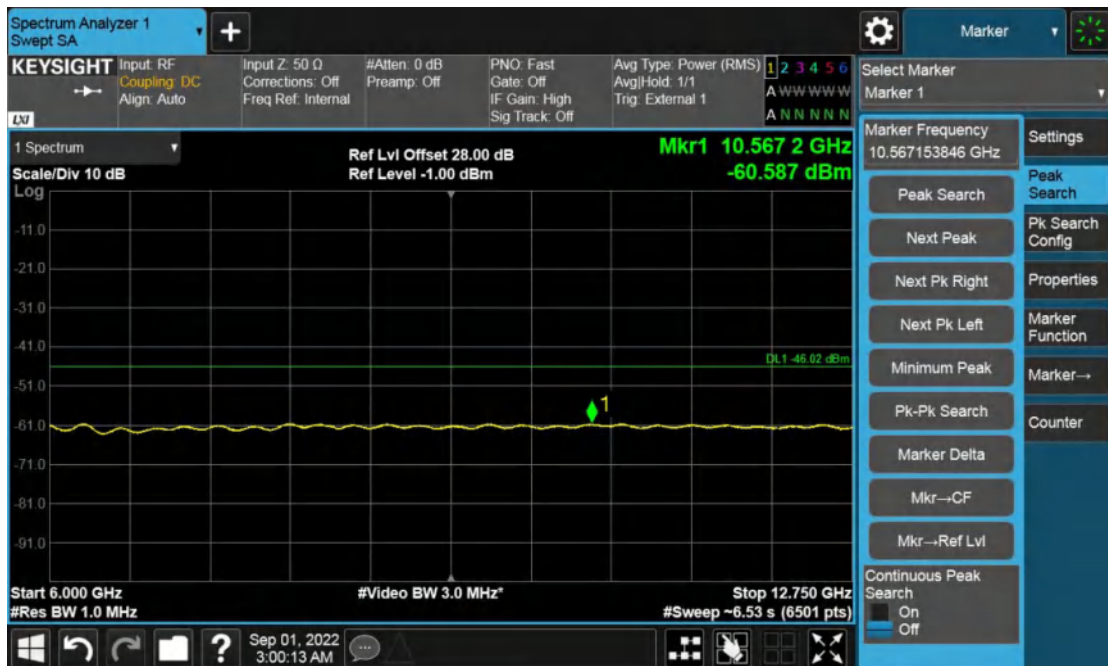 Spectrum Analyzer 1
Swept SA
+
Marker
KEYSIGHT
LXI
Input: RF
Coupling: DC
Align: Auto
Input Z: 50 Ω
Corrections: Off
Freq Ref: Internal
#Atten: 0 dB
Preamp: Off
PNO: Fast
Gate: Off
IF Gain: High
Sig Track: Off
Avg Type: Power (RMS)
Avg|Hold: 1/1
Trig: External 1
1 2 3 4 5 6
A W W W W W
A N N N N N
Select Marker
Marker 1
1 Spectrum
Scale/Div 10 dB
Log
Ref Lvl Offset 28.00 dB
Ref Level -1.00 dBm
Mkr1 10.567 2 GHz
-60.587 dBm
-11.0
-21.0
-31.0
-41.0
-51.0
-61.0
-71.0
-81.0
-91.0
DL1 -46.02 dBm
1
Start 6.000 GHz
#Res BW 1.0 MHz
#Video BW 3.0 MHz*
Stop 12.750 GHz
#Sweep ~6.53 s (6501 pts)
Marker Frequency
10.567153846 GHz
Peak Search
Next Peak
Next Pk Right
Next Pk Left
Minimum Peak
Pk-Pk Search
Marker Delta
Mkr→CF
Mkr→Ref Lvl
Continuous Peak
Search
On
Off
Settings
Peak
Search
Pk Search
Config
Properties
Marker
Function
Marker→
Counter
?
Sep 01, 2022
3:00:13 AM